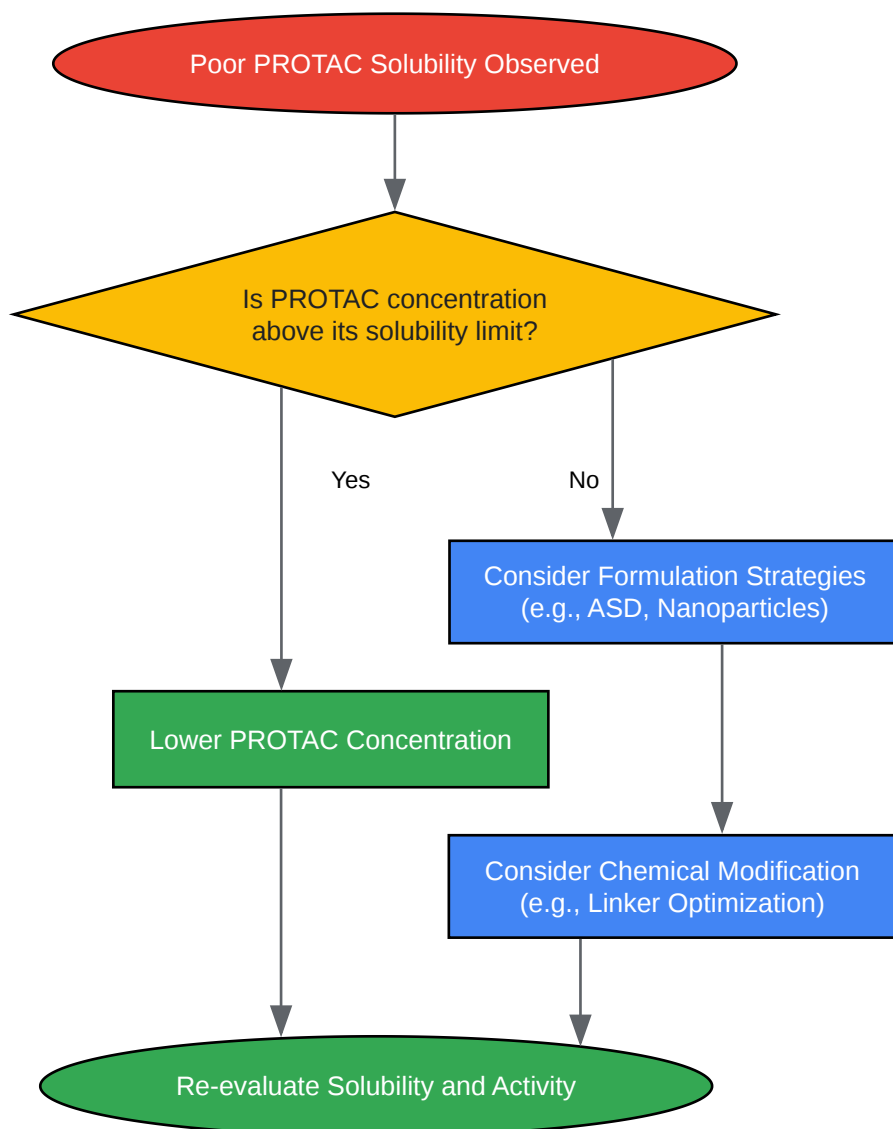 Poor PROTAC Solubility Observed
Is PROTAC concentration
above its solubility limit?
Yes
No
Consider Formulation Strategies
(e.g., ASD, Nanoparticles)
Lower PROTAC Concentration
Consider Chemical Modification
(e.g., Linker Optimization)
Re-evaluate Solubility and Activity